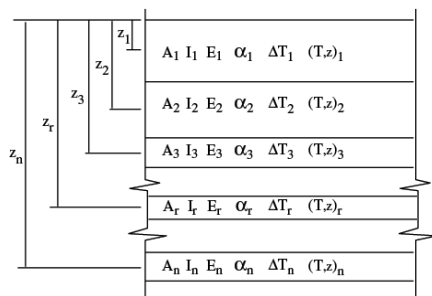 z₁
z₂
z₃
zᵣ
zₙ
A₁ I₁ E₁ α₁ ΔT₁ (T,z)₁
A₂ I₂ E₂ α₂ ΔT₂ (T,z)₂
A₃ I₃ E₃ α₃ ΔT₃ (T,z)₃
Aᵣ Iᵣ Eᵣ αᵣ ΔTᵣ (T,z)ᵣ
Aₙ Iₙ Eₙ αₙ ΔTₙ (T,z)ₙ